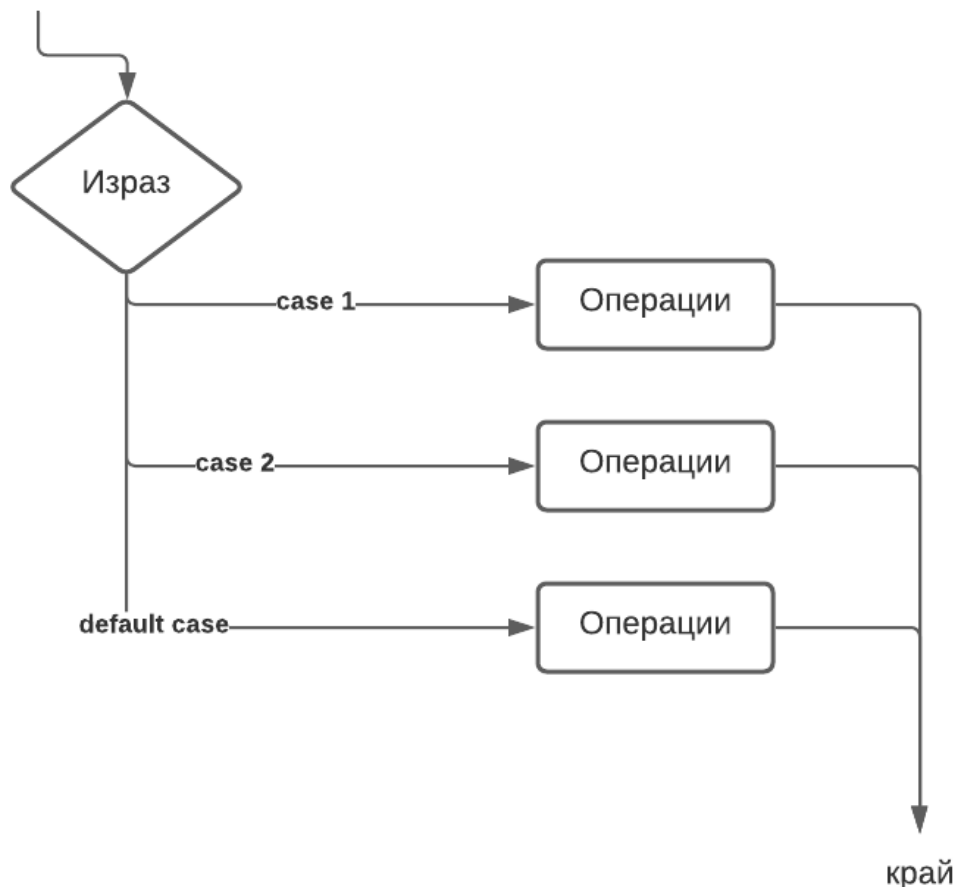 Израз
case 1
Операции
case 2
Операции
default case
Операции
край